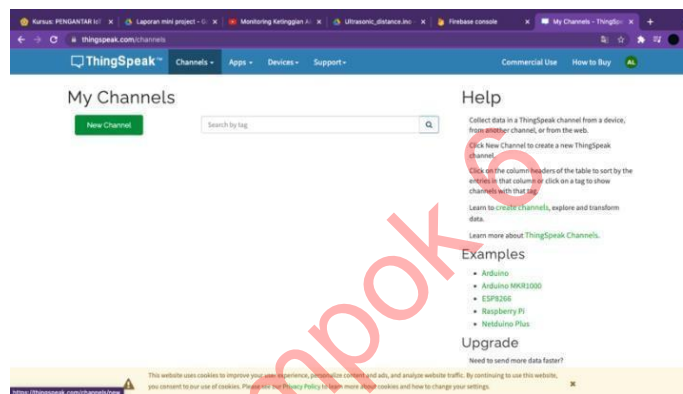 Kursus: PENGANTAR IoT
Laporan mini project - G
Monitoring Ketinggian Ai
Ultrasonic_distance.ino
Firebase console
My Channels - ThingSpe
thingspeak.com/channels
ThingSpeak™
Channels
Apps
Devices
Support
Commercial Use
How to Buy
AL
My Channels
New Channel
Search by tag
Help
Collect data in a ThingSpeak channel from a device,
from another channel, or from the web.
Click New Channel to create a new ThingSpeak
channel.
Click on the column headers of the table to sort by the
entries in that column or click on a tag to show
channels with that tag.
Learn to create channels, explore and transform
data.
Learn more about ThingSpeak Channels.
Examples
Arduino
Arduino MKR1000
ESP8266
Raspberry Pi
Netduino Plus
Upgrade
Need to send more data faster?
This website uses cookies to improve your user experience, personalize content and ads, and analyze website traffic. By continuing to use this website,
you consent to our use of cookies. Please see our Privacy Policy to learn more about cookies and how to change your settings.
https://thingspeak.com/channels/new
mpok 6